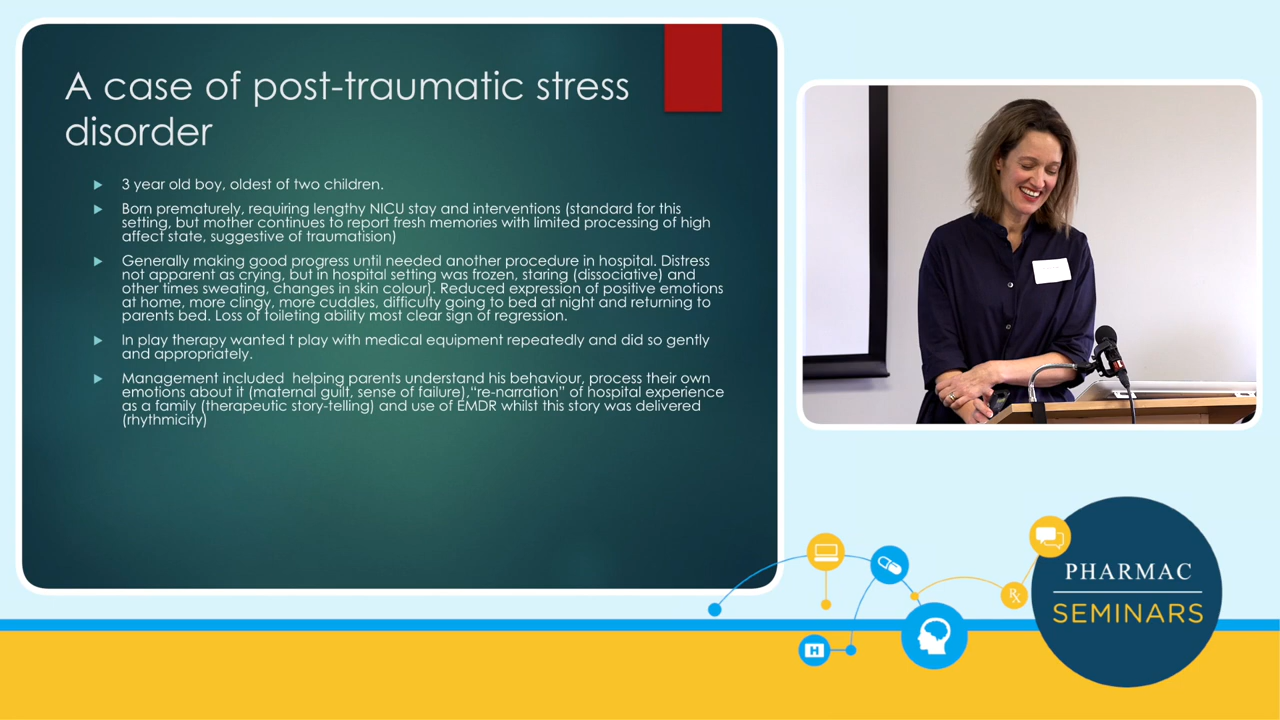 A case of post-traumatic stress
disorder
3 year old boy, oldest of two children.
Born prematurely, requiring lengthy NICU stay and interventions (standard for this
setting, but mother continues to report fresh memories with limited processing of high
affect state, suggestive of traumatision)
Generally making good progress until needed another procedure in hospital. Distress
not apparent as crying, but in hospital setting was frozen, staring (dissociative) and
other times sweating, changes in skin colour). Reduced expression of positive emotions
at home, more clingy, more cuddles, difficulty going to bed at night and returning to
parents bed. Loss of toileting ability most clear sign of regression.
In play therapy wanted t play with medical equipment repeatedly and did so gently
and appropriately.
Management included helping parents understand his behaviour, process their own
emotions about it (maternal guilt, sense of failure),“re-narration” of hospital experience
as a family (therapeutic story-telling) and use of EMDR whilst this story was delivered
(rhythmicity)
H
Rx
PHARMAC
SEMINARS